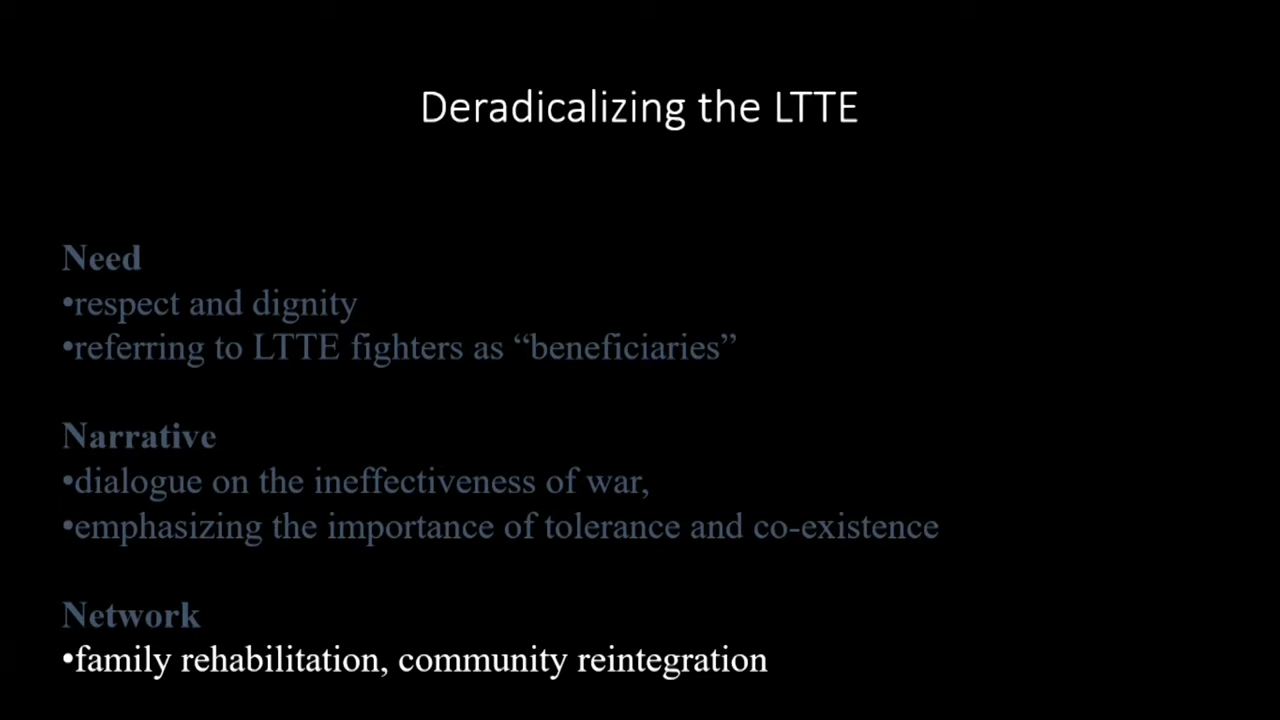 Deradicalizing the LTTE
Need
•respect and dignity
•referring to LTTE fighters as “beneficiaries”
Narrative
•dialogue on the ineffectiveness of war,
•emphasizing the importance of tolerance and co-existence
Network
•family rehabilitation, community reintegration